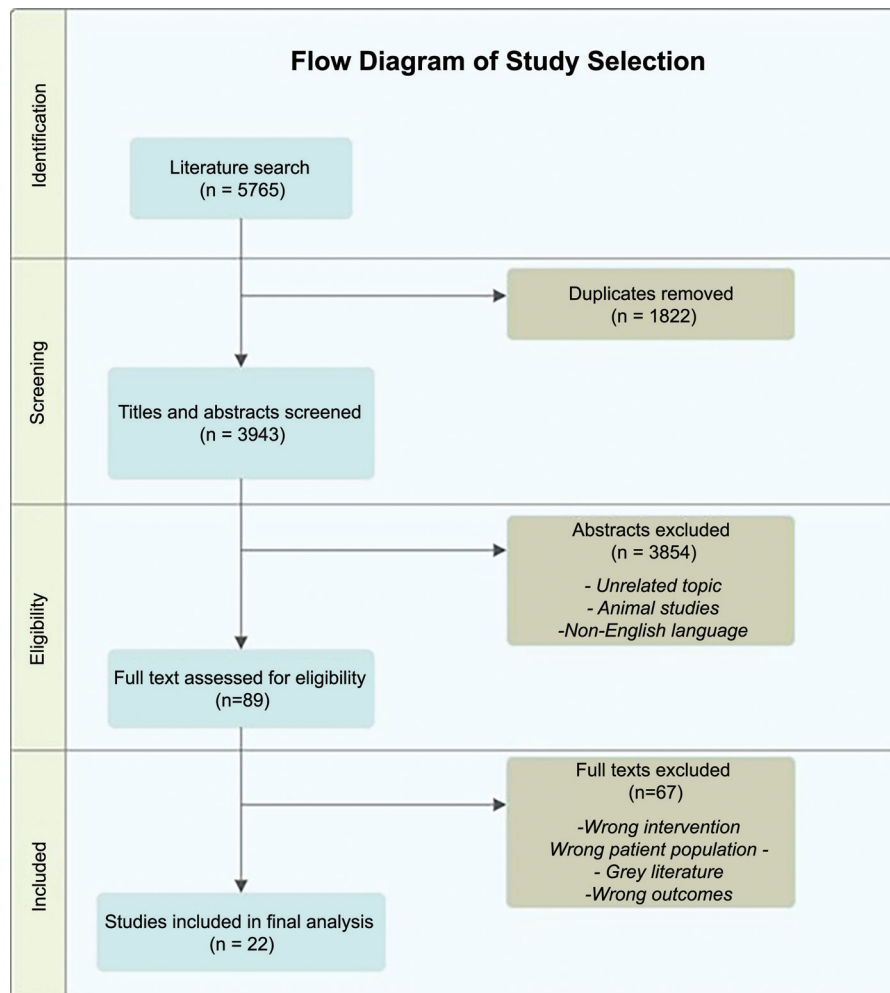 Flow Diagram of Study Selection
Identification
Literature search
(n = 5765)
Screening
Duplicates removed
(n = 1822)
Titles and abstracts screened
(n = 3943)
Eligibility
Abstracts excluded
(n = 3854)
- Unrelated topic
- Animal studies
-Non-English language
Full text assessed for eligibility
(n=89)
Included
Full texts excluded
(n=67)
-Wrong intervention
Wrong patient population -
- Grey literature
-Wrong outcomes
Studies included in final analysis
(n = 22)